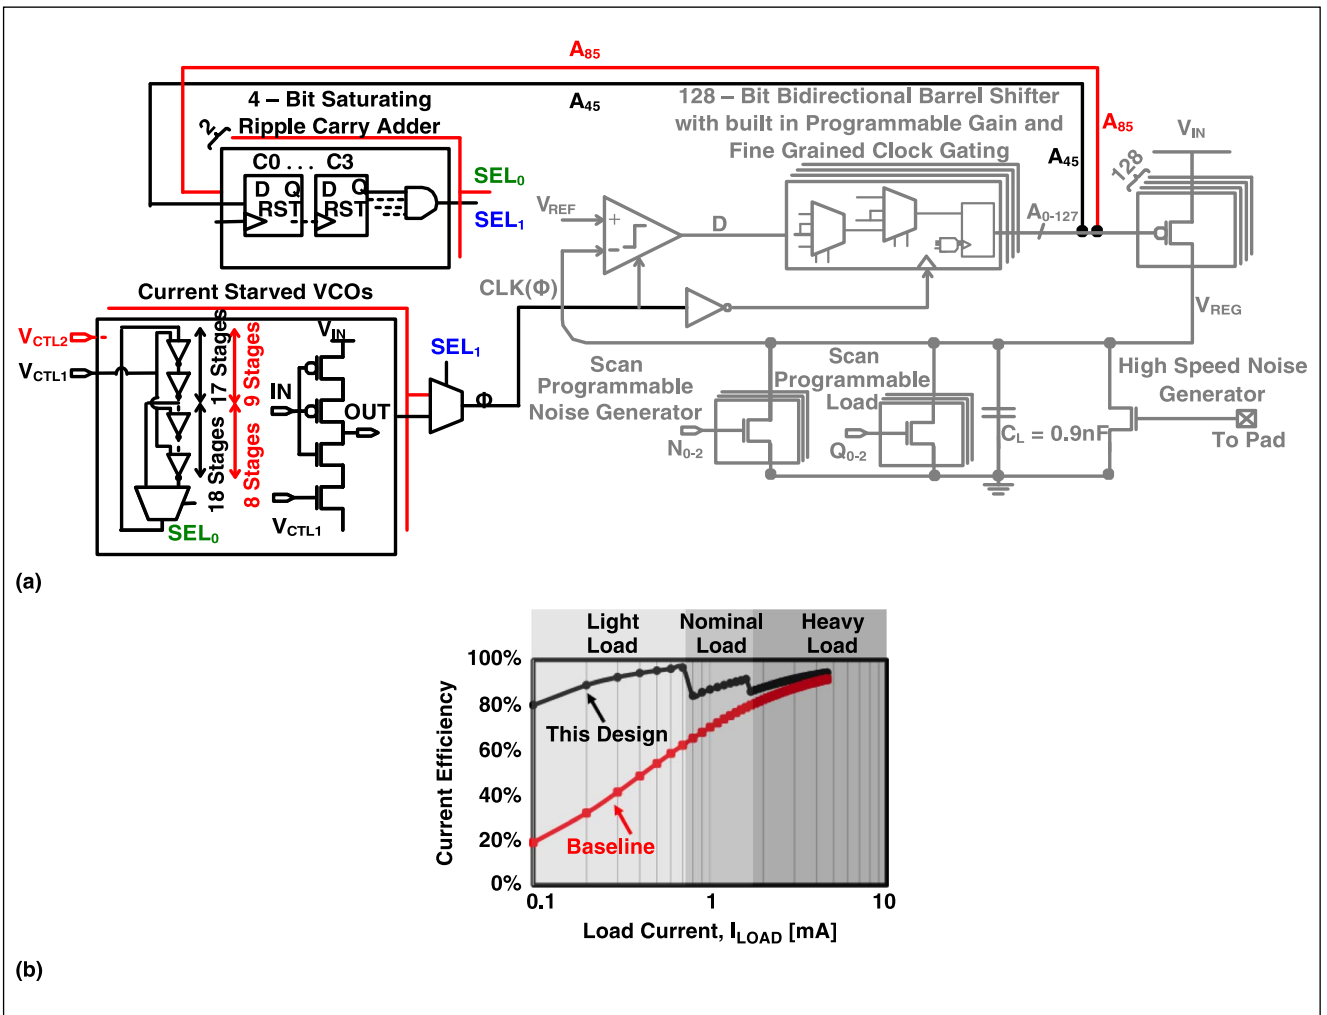 A85
A45
4 – Bit Saturating
Ripple Carry Adder
2
C0 . . . C3
D Q
RST
D Q
RST
SEL0
SEL1
128 – Bit Bidirectional Barrel Shifter
with built in Programmable Gain and
Fine Grained Clock Gating
A45
A85
VIN
128
VREF
+
−
D
A0-127
CLK(Φ)
VREG
Current Starved VCOs
VCTL2
VCTL1
17 Stages
9 Stages
18 Stages
8 Stages
VIN
IN
OUT
VCTL1
SEL0
SEL1
Φ
Scan
Programmable
Noise Generator
N0-2
Scan
Programmable
Load
Q0-2
CL = 0.9nF
High Speed Noise
Generator
To Pad
(a)
Light
Load
Nominal
Load
Heavy
Load
100%
80%
60%
40%
20%
0%
Current Efficiency
This Design
Baseline
0.1
1
10
Load Current, ILOAD [mA]
(b)